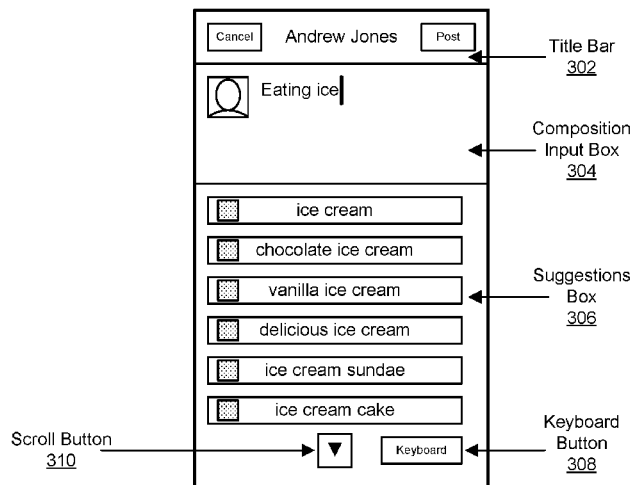 Cancel Andrew Jones Post
Title Bar
302
Eating ice
Composition
Input Box
304
ice cream
chocolate ice cream
vanilla ice cream
delicious ice cream
ice cream sundae
ice cream cake
Suggestions
Box
306
Scroll Button
310
Keyboard
Keyboard
Button
308